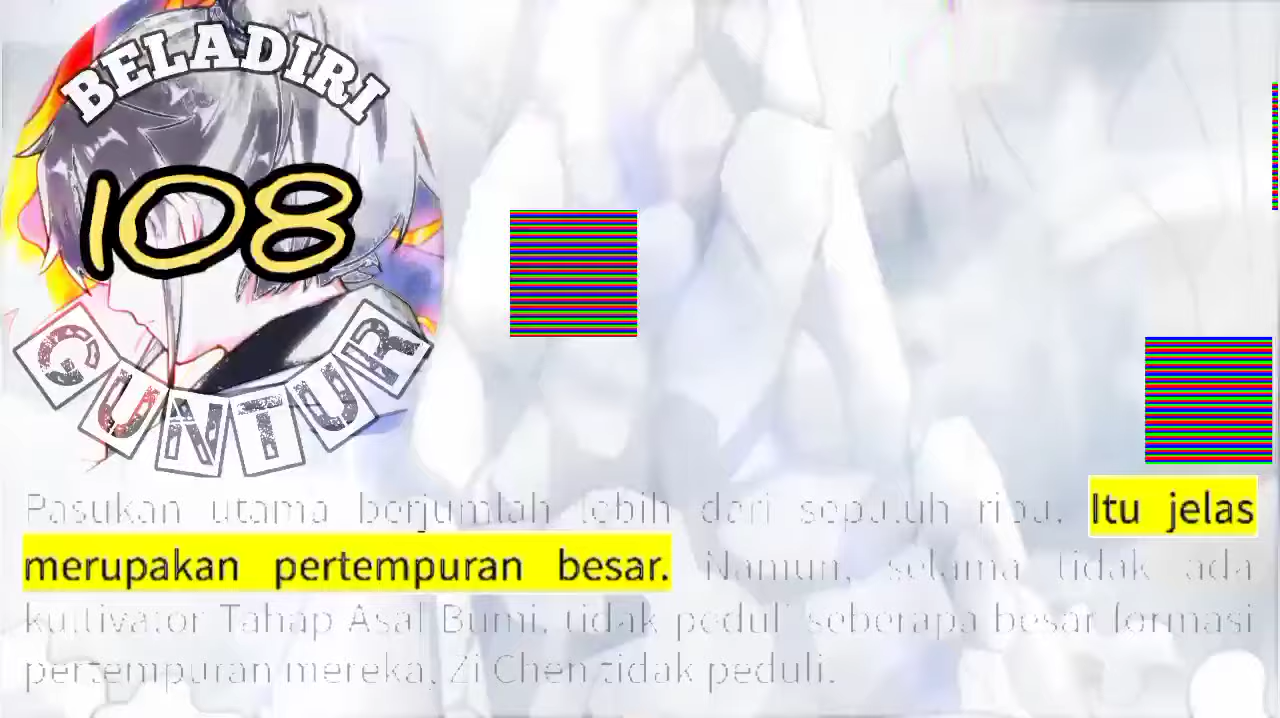 BELADIRI
108
GUNTUR
Pasukan utama berjumlah lebih dari sepuluh ribu. Itu jelas
merupakan pertempuran besar. Namun, selama tidak ada
kultivator Tahap Asal Bumi, tidak peduli seberapa besar formasi
pertempuran mereka, Zi Chen tidak peduli.